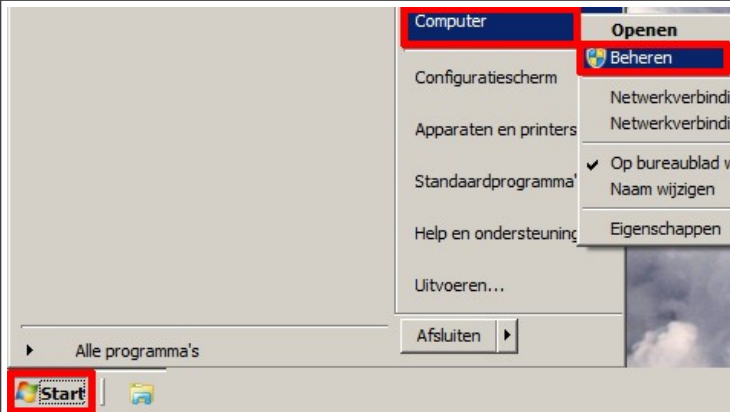 Computer
Openen
Beheren
Configuratiescherm
Netwerkverbindi
Apparaten en printers
Netwerkverbindi
Op bureaublad w
Standaardprogramma'
Naam wijzigen
Help en ondersteuning
Eigenschappen
Uitvoeren...
Afsluiten
Alle programma's
Start